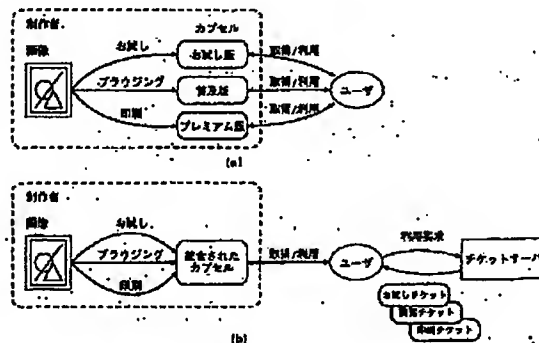 制作者
画像
カプセル
お試し
お試し版
取得/利用
ブラウジング
普及版
取得/利用
ユーザ
印刷
プレミアム版
取得/利用
(a)
制作者
画像
お試し
ブラウジング
印刷
統合された
カプセル
取得/利用
ユーザ
利用要求
チケットサーバ
お試しチケット
閲覧チケット
印刷チケット
(b)